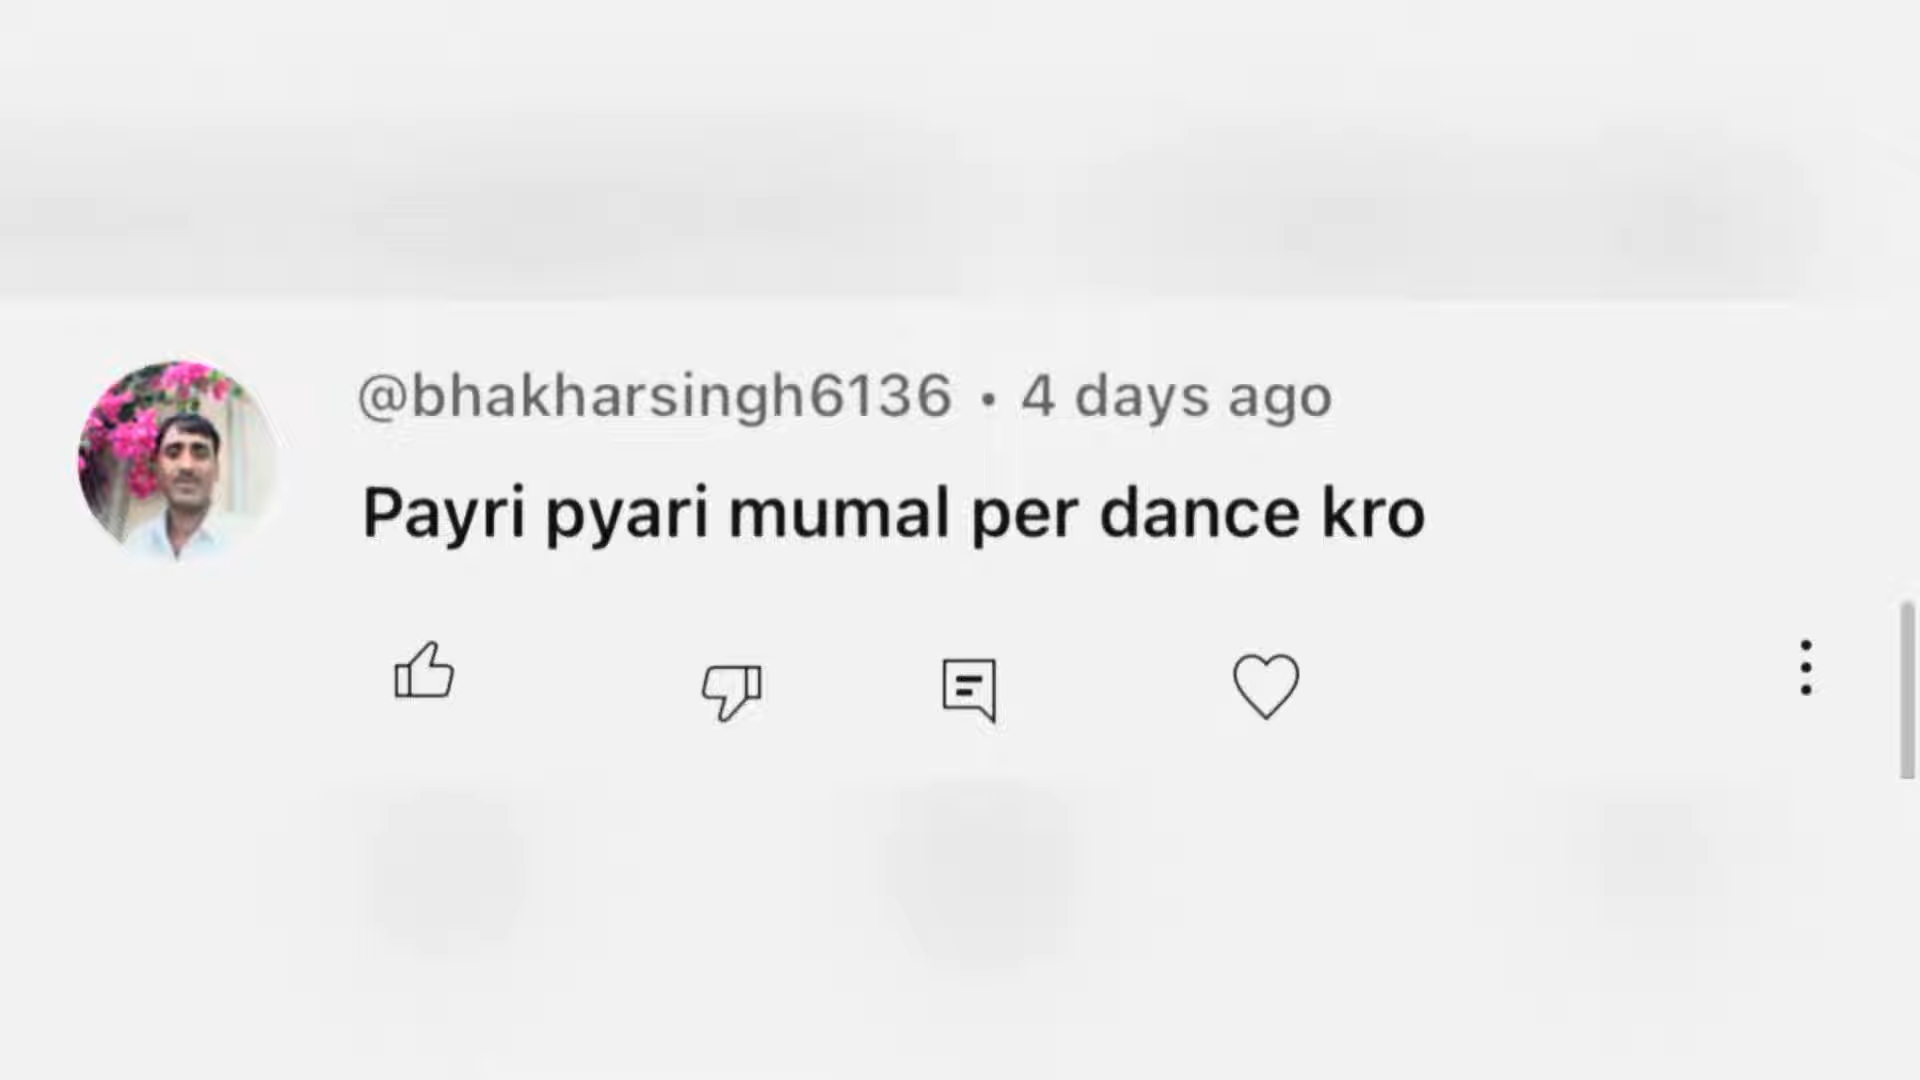 @bhakharsingh6136 • 4 days ago
Payri pyari mumal per dance kro